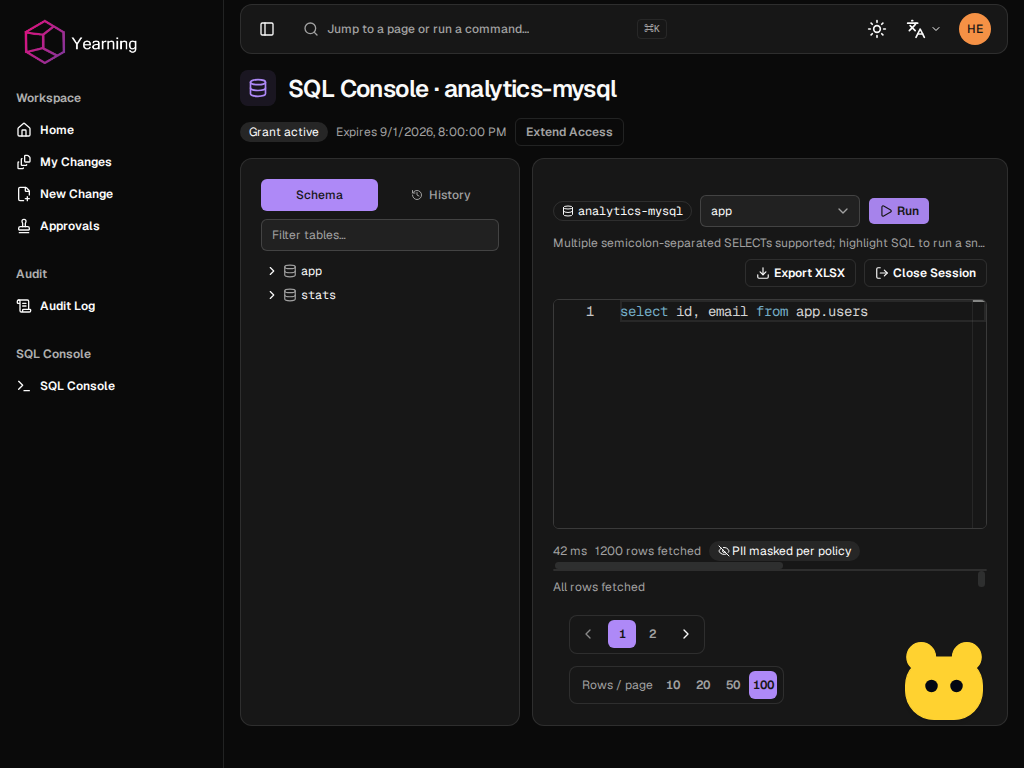 Yearning
Jump to a page or run a command...
⌘K
HE
Workspace
Home
My Changes
New Change
Approvals
Audit
Audit Log
SQL Console
SQL Console
SQL Console · analytics-mysql
Grant active
Expires 9/1/2026, 8:00:00 PM
Extend Access
Schema
History
Filter tables...
app
stats
analytics-mysql
app
Run
Multiple semicolon-separated SELECTs supported; highlight SQL to run a sn...
Export XLSX
Close Session
1 select id, email from app.users
42 ms 1200 rows fetched PII masked per policy
All rows fetched
1 2
Rows / page 10 20 50 100